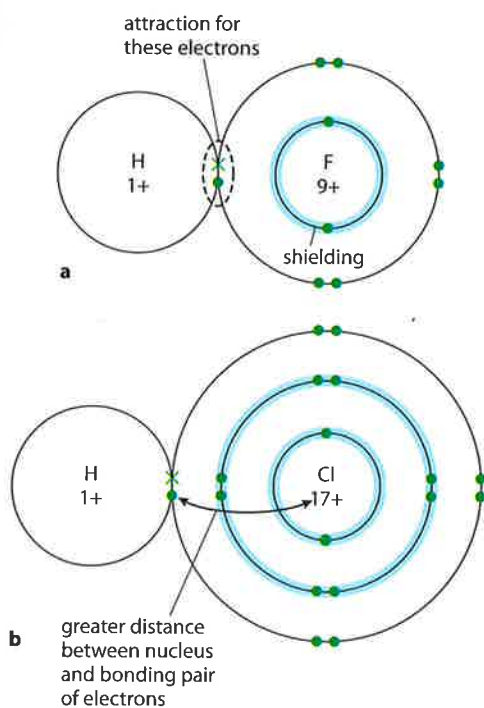 attraction for
these electrons
H
1+
F
9+
shielding
a
H
1+
Cl
17+
greater distance
between nucleus
and bonding pair
of electrons
b